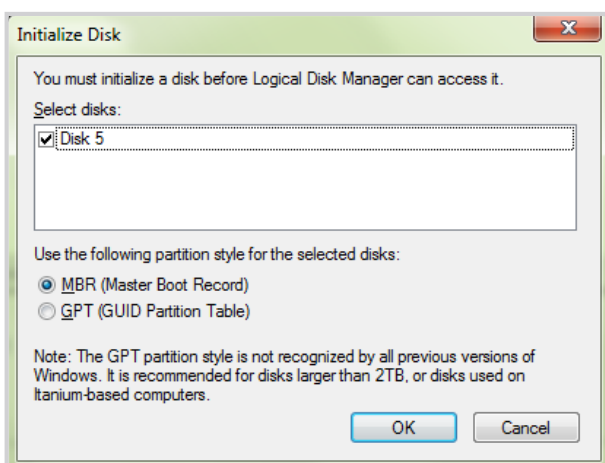 Initialize Disk
You must initialize a disk before Logical Disk Manager can access it.
Select disks:
Disk 5
Use the following partition style for the selected disks:
MBR (Master Boot Record)
GPT (GUID Partition Table)
Note: The GPT partition style is not recognized by all previous versions of
Windows. It is recommended for disks larger than 2TB, or disks used on
Itanium-based computers.
OK Cancel